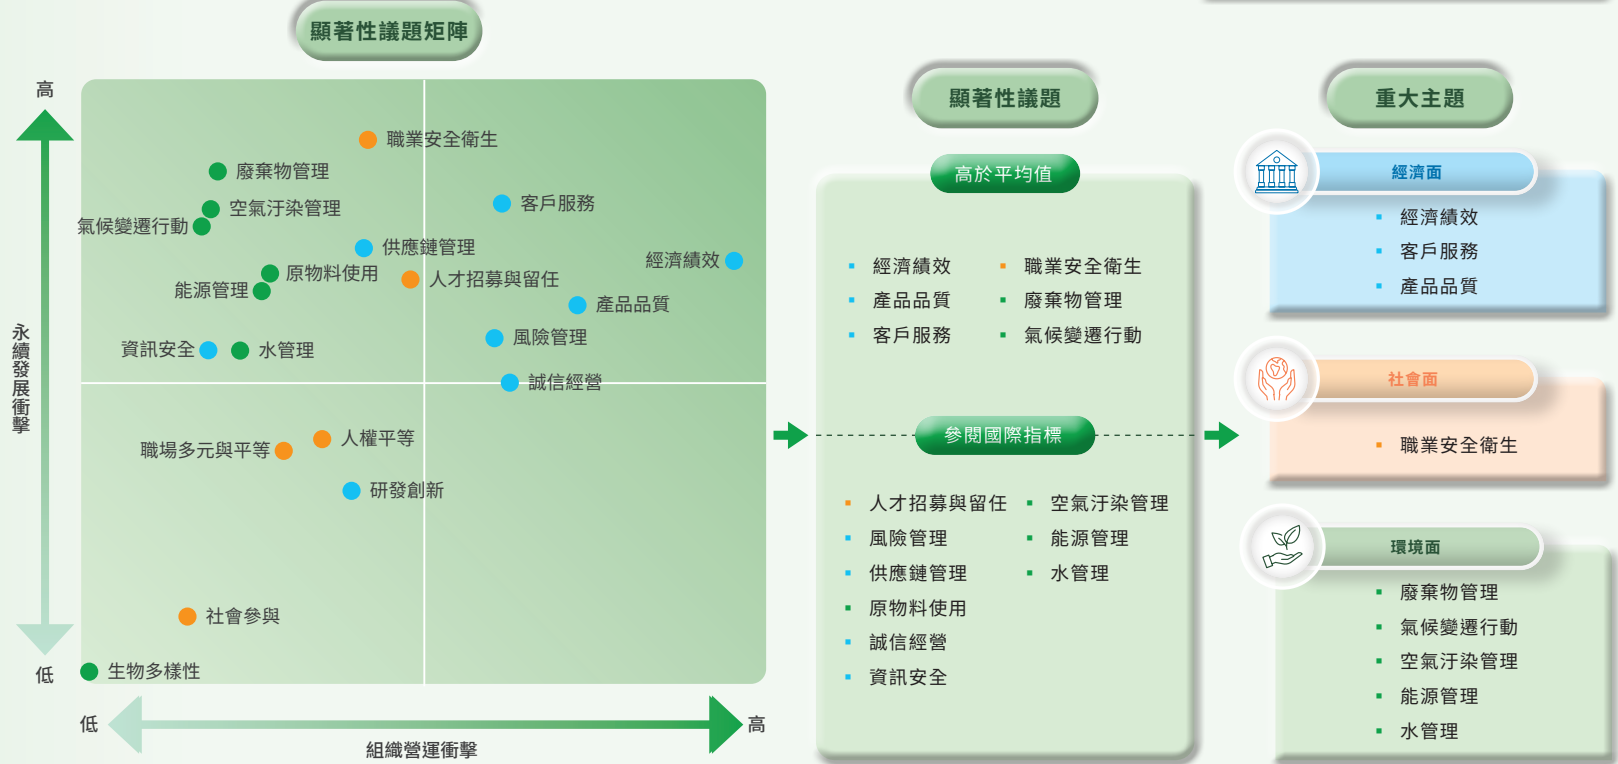 顯著性議題矩陣
高
職業安全衛生
廢棄物管理
空氣汙染管理
氣候變遷行動
客戶服務
供應鏈管理
經濟績效
原物料使用
人才招募與留任
能源管理
產品品質
風險管理
資訊安全
水管理
誠信經營
永續發展衝擊
人權平等
職場多元與平等
研發創新
社會參與
生物多樣性
低
低
高
組織營運衝擊
顯著性議題
高於平均值
經濟績效
產品品質
客戶服務
職業安全衛生
廢棄物管理
氣候變遷行動
參閱國際指標
人才招募與留任
風險管理
供應鏈管理
原物料使用
誠信經營
資訊安全
空氣汙染管理
能源管理
水管理
重大主題
經濟面
經濟績效
客戶服務
產品品質
社會面
職業安全衛生
環境面
廢棄物管理
氣候變遷行動
空氣汙染管理
能源管理
水管理